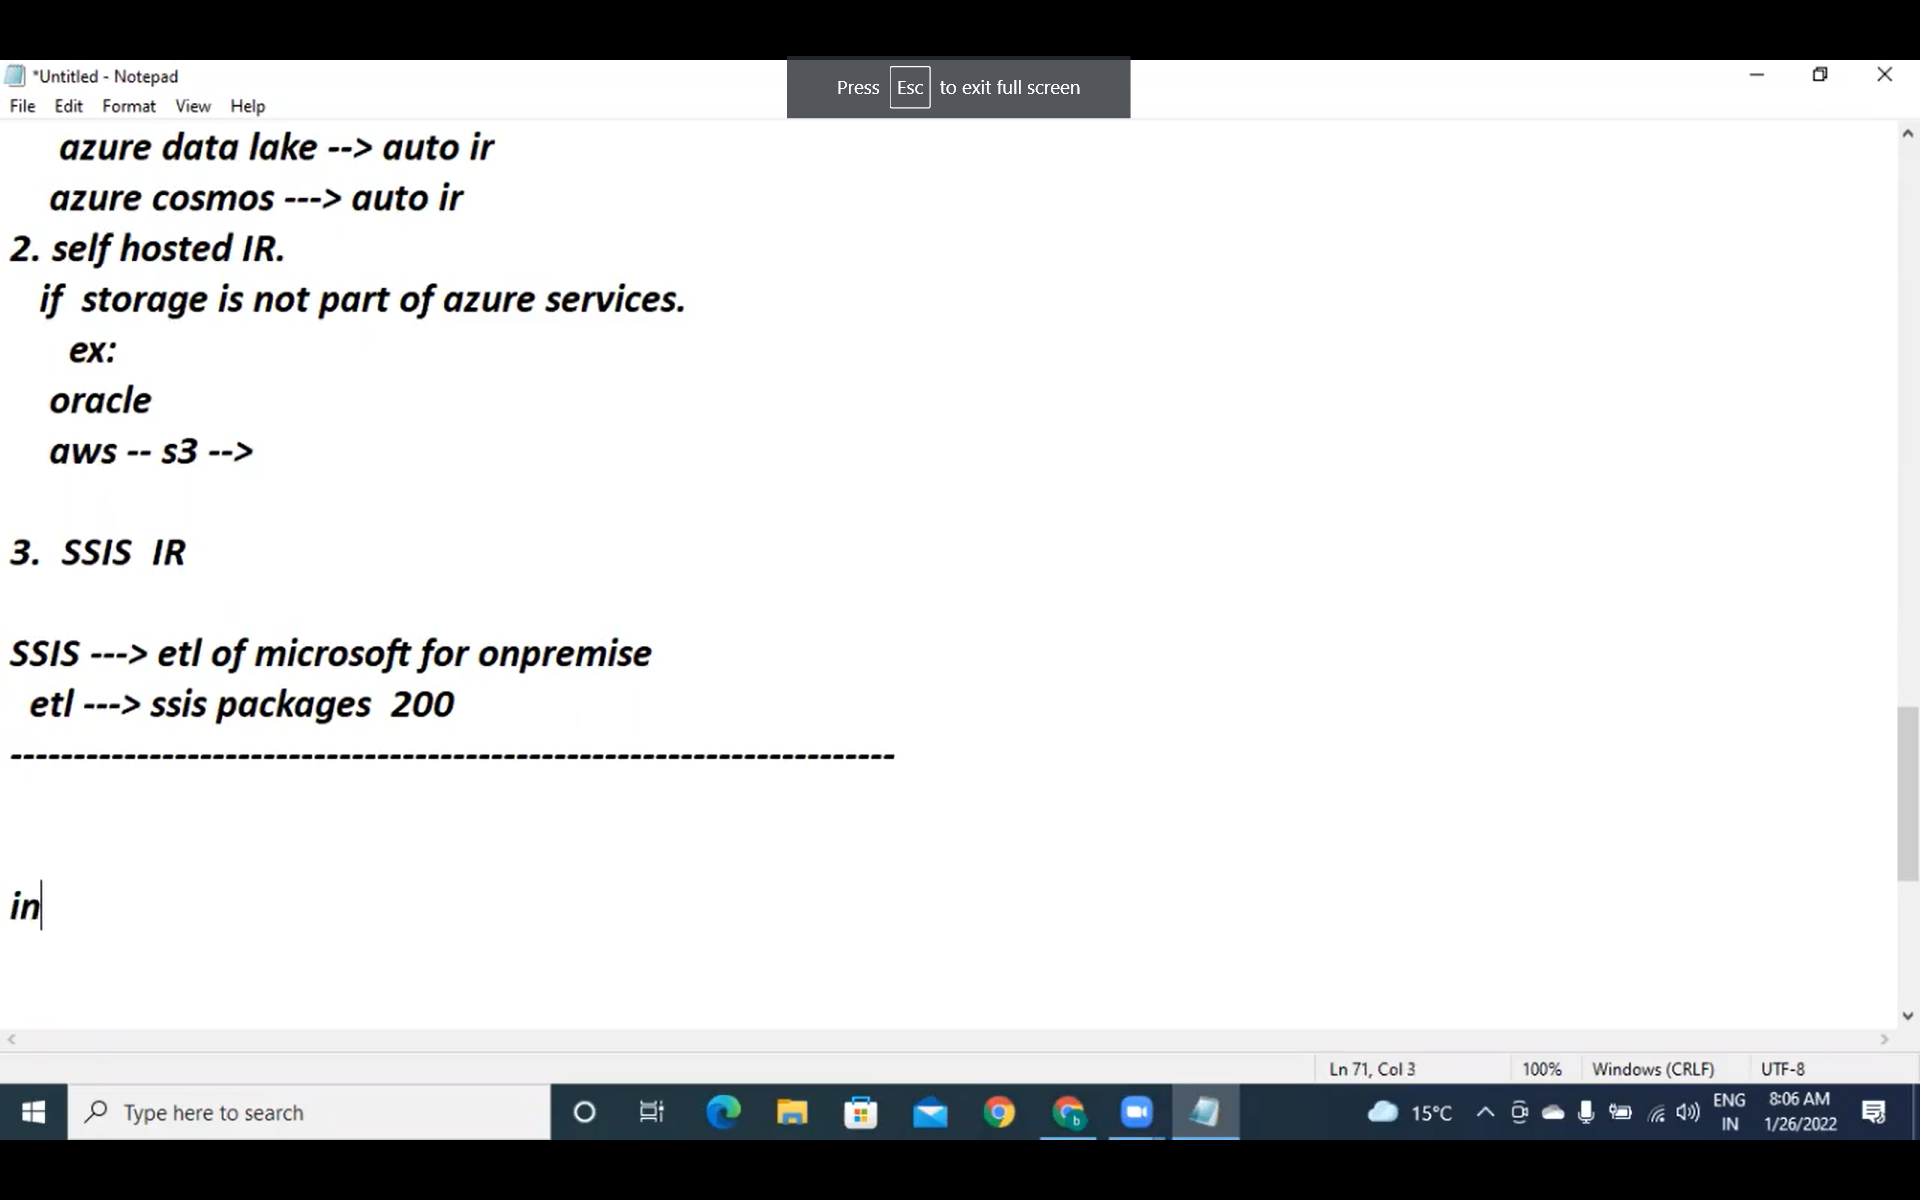 *Untitled - Notepad
Press Esc to exit full screen
File Edit Format View Help
azure data lake --> auto ir
azure cosmos ---> auto ir
2. self hosted IR.
if storage is not part of azure services.
ex:
oracle
aws -- s3 -->
3. SSIS IR
SSIS ---> etl of microsoft for onpremise
etl ---> ssis packages 200
----------------------------------------------------------------------
in
Ln 71, Col 3 100% Windows (CRLF) UTF-8
Type here to search
b
15°C
ENG
IN
8:06 AM
1/26/2022